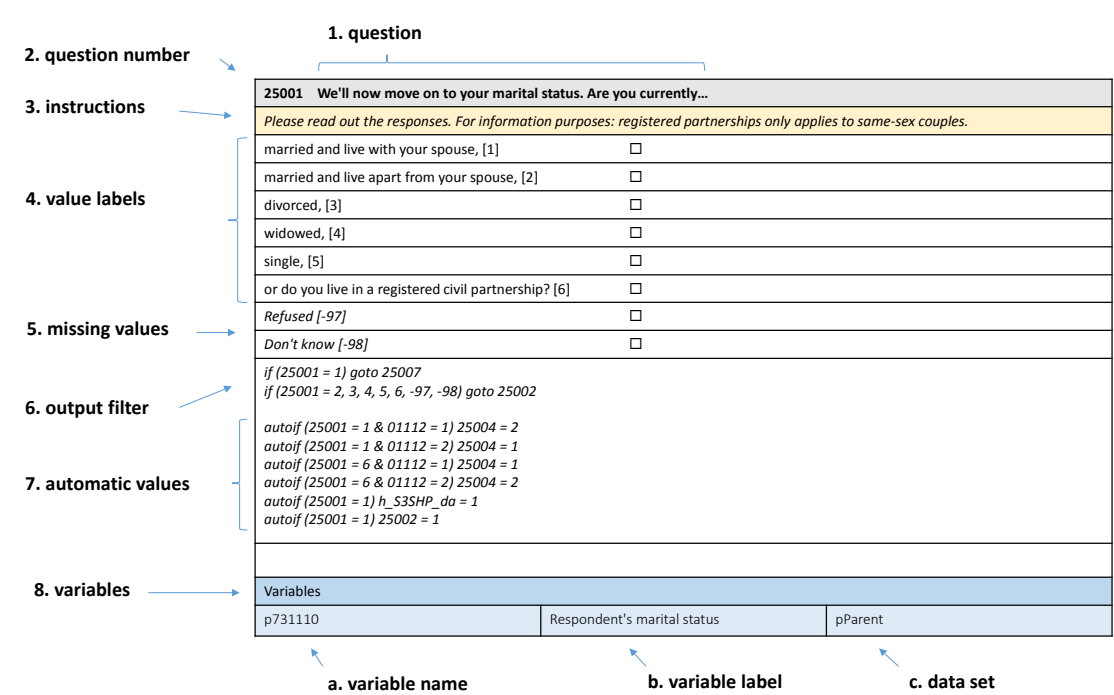 1. question
2. question number
25001 We'll now move on to your marital status. Are you currently…
3. instructions
Please read out the responses. For information purposes: registered partnerships only applies to same-sex couples.
married and live with your spouse, [1]
married and live apart from your spouse, [2]
4. value labels
divorced, [3]
widowed, [4]
single, [5]
or do you live in a registered civil partnership? [6]
5. missing values
Refused [-97]
Don't know [-98]
6. output filter
if (25001 = 1) goto 25007
if (25001 = 2, 3, 4, 5, 6, -97, -98) goto 25002
7. automatic values
autoif (25001 = 1 & 01112 = 1) 25004 = 2
autoif (25001 = 1 & 01112 = 2) 25004 = 1
autoif (25001 = 6 & 01112 = 1) 25004 = 1
autoif (25001 = 6 & 01112 = 2) 25004 = 2
autoif (25001 = 1) h_S3SHP_da = 1
autoif (25001 = 1) 25002 = 1
8. variables
Variables
p731110 Respondent's marital status pParent
a. variable name b. variable label c. data set